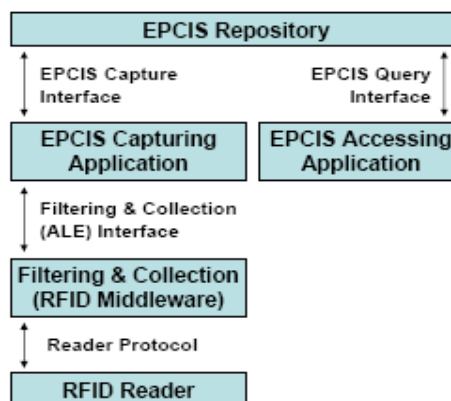 EPCIS Repository
EPCIS Capture
Interface
EPCIS Query
Interface
EPCIS Capturing
Application
EPCIS Accessing
Application
Filtering & Collection
(ALE) Interface
Filtering & Collection
(RFID Middleware)
Reader Protocol
RFID Reader